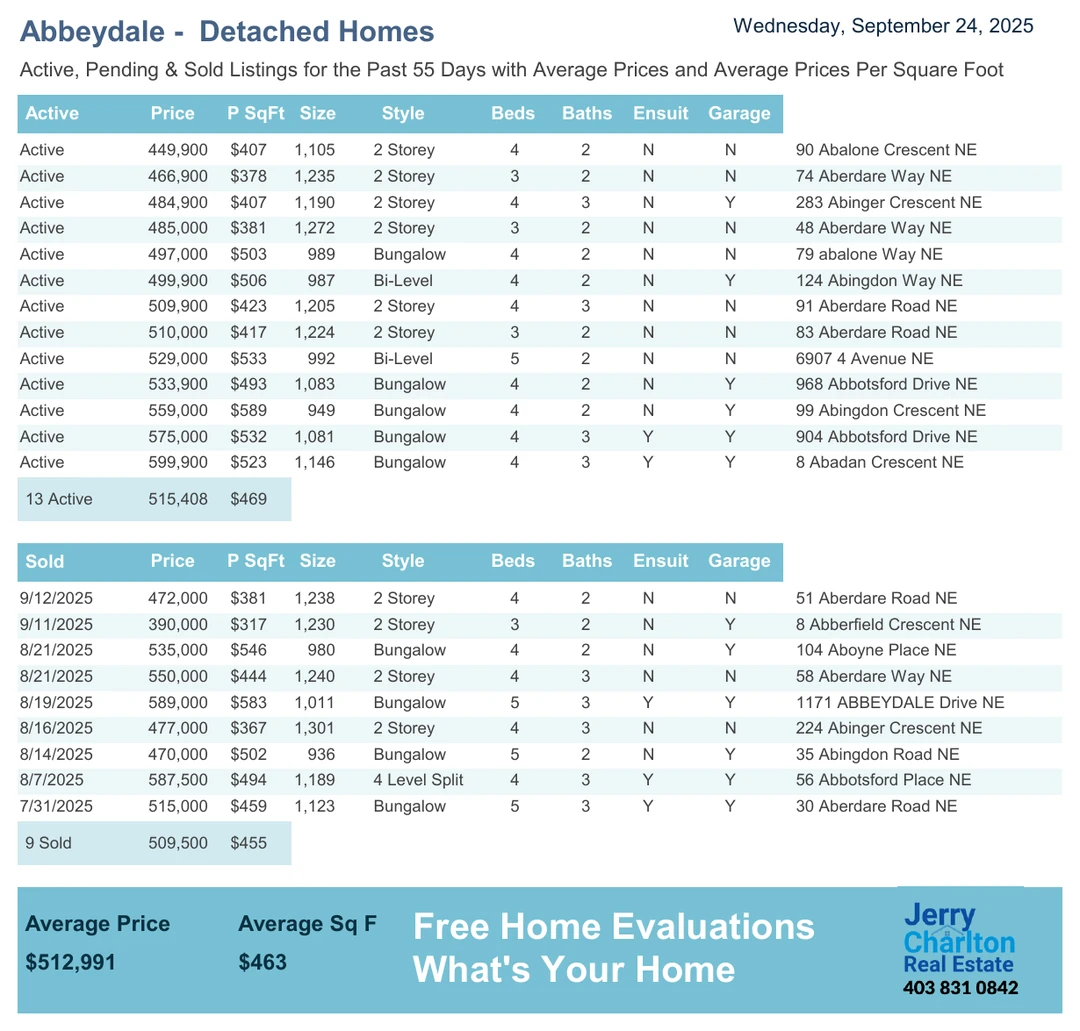 Abbeydale - Detached Homes
Wednesday, September 24, 2025
Active, Pending & Sold Listings for the Past 55 Days with Average Prices and Average Prices Per Square Foot
Active Price P SqFt Size Style Beds Baths Ensuit Garage
Active 449,900 $407 1,105 2 Storey 4 2 N N 90 Abalone Crescent NE
Active 466,900 $378 1,235 2 Storey 3 2 N N 74 Aberdare Way NE
Active 484,900 $407 1,190 2 Storey 4 3 N Y 283 Abinger Crescent NE
Active 485,000 $381 1,272 2 Storey 3 2 N N 48 Aberdare Way NE
Active 497,000 $503 989 Bungalow 4 2 N N 79 abalone Way NE
Active 499,900 $506 987 Bi-Level 4 2 N Y 124 Abingdon Way NE
Active 509,900 $423 1,205 2 Storey 4 3 N N 91 Aberdare Road NE
Active 510,000 $417 1,224 2 Storey 3 2 N N 83 Aberdare Road NE
Active 529,000 $533 992 Bi-Level 5 2 N N 6907 4 Avenue NE
Active 533,900 $493 1,083 Bungalow 4 2 N Y 968 Abbotsford Drive NE
Active 559,000 $589 949 Bungalow 4 2 N Y 99 Abingdon Crescent NE
Active 575,000 $532 1,081 Bungalow 4 3 Y Y 904 Abbotsford Drive NE
Active 599,900 $523 1,146 Bungalow 4 3 Y Y 8 Abadan Crescent NE
13 Active 515,408 $469
Sold Price P SqFt Size Style Beds Baths Ensuit Garage
9/12/2025 472,000 $381 1,238 2 Storey 4 2 N N 51 Aberdare Road NE
9/11/2025 390,000 $317 1,230 2 Storey 3 2 N Y 8 Abberfield Crescent NE
8/21/2025 535,000 $546 980 Bungalow 4 2 N Y 104 Aboyne Place NE
8/21/2025 550,000 $444 1,240 2 Storey 4 3 N N 58 Aberdare Way NE
8/19/2025 589,000 $583 1,011 Bungalow 5 3 Y Y 1171 ABBEYDALE Drive NE
8/16/2025 477,000 $367 1,301 2 Storey 4 3 N N 224 Abinger Crescent NE
8/14/2025 470,000 $502 936 Bungalow 5 2 N Y 35 Abingdon Road NE
8/7/2025 587,500 $494 1,189 4 Level Split 4 3 Y Y 56 Abbotsford Place NE
7/31/2025 515,000 $459 1,123 Bungalow 5 3 Y Y 30 Aberdare Road NE
9 Sold 509,500 $455
Average Price Average Sq F
$512,991 $463
Free Home Evaluations
What's Your Home
Jerry
Charlton
Real Estate
403 831 0842